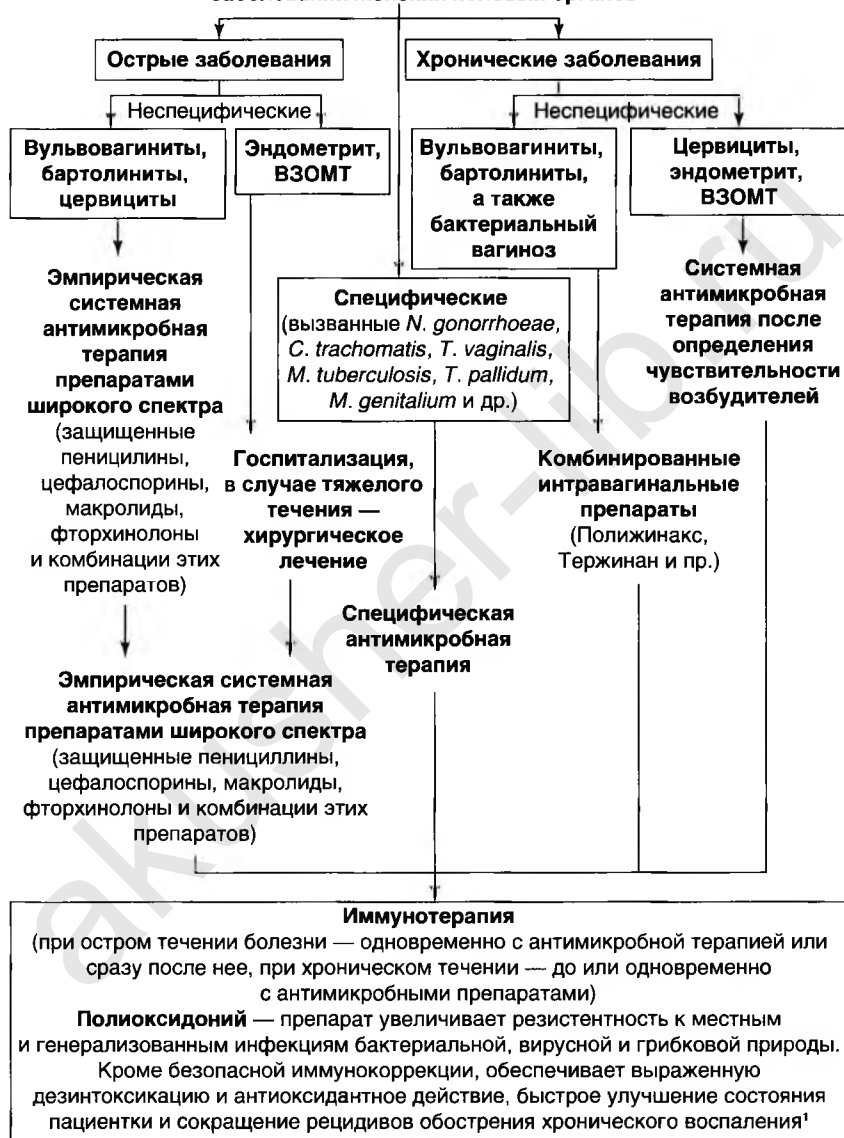 Острые заболевания
Хронические заболевания
Неспецифические
Неспецифические
Вульвовагиниты,
бартолиниты,
цервициты
Эндометрит,
ВЗОМТ
Вульвовагиниты,
бартолиниты,
а также
бактериальный
вагиноз
Цервициты,
эндометрит,
ВЗОМТ
Эмпирическая
системная
антимикробная
терапия
препаратами
широкого спектра
(защищенные
пеницилины,
цефалоспорины,
макролиды,
фторхинолоны
и комбинации этих
препаратов)
Госпитализация,
в случае тяжелого
течения —
хирургическое
лечение
Специфические
(вызванные N. gonorrhoeae,
C. trachomatis, T. vaginalis,
M. tuberculosis, T. pallidum,
M. genitalium и др.)
Системная
антимикробная
терапия после
определения
чувствительности
возбудителей
Комбинированные
интравагинальные
препараты
(Полижинакс,
Тержинан и пр.)
Специфическая
антимикробная
терапия
Эмпирическая системная
антимикробная терапия
препаратами широкого спектра
(защищенные пенициллины,
цефалоспорины, макролиды,
фторхинолоны и комбинации этих
препаратов)
Иммунотерапия
(при остром течении болезни — одновременно с антимикробной терапией или
сразу после нее, при хроническом течении — до или одновременно
с антимикробными препаратами)
Полиоксидоний — препарат увеличивает резистентность к местным
и генерализованным инфекциям бактериальной, вирусной и грибковой природы.
Кроме безопасной иммунокоррекции, обеспечивает выраженную
дезинтоксикацию и антиоксидантное действие, быстрое улучшение состояния
пациентки и сокращение рецидивов обострения хронического воспаления¹
akusher-lib.ru